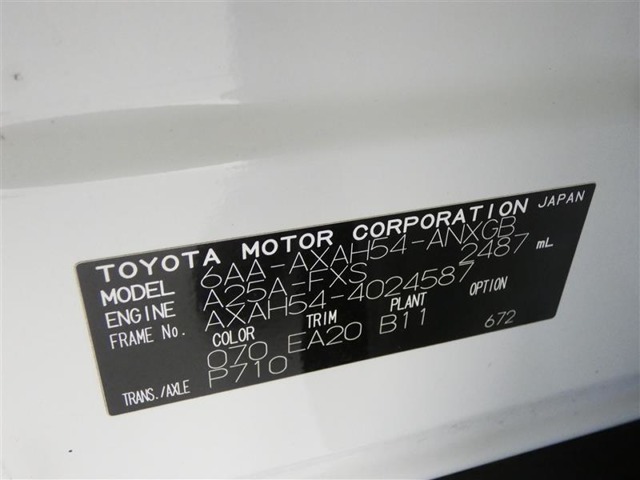 TOYOTA MOTOR CORPORATION JAPAN
MODEL 6AA-AXAH54-ANXGB
ENGINE A25A-FXS 2487 mL
FRAME No. AXAH54-4024587
COLOR TRIM PLANT OPTION
070 EA20 B11 672
TRANS./AXLE P710